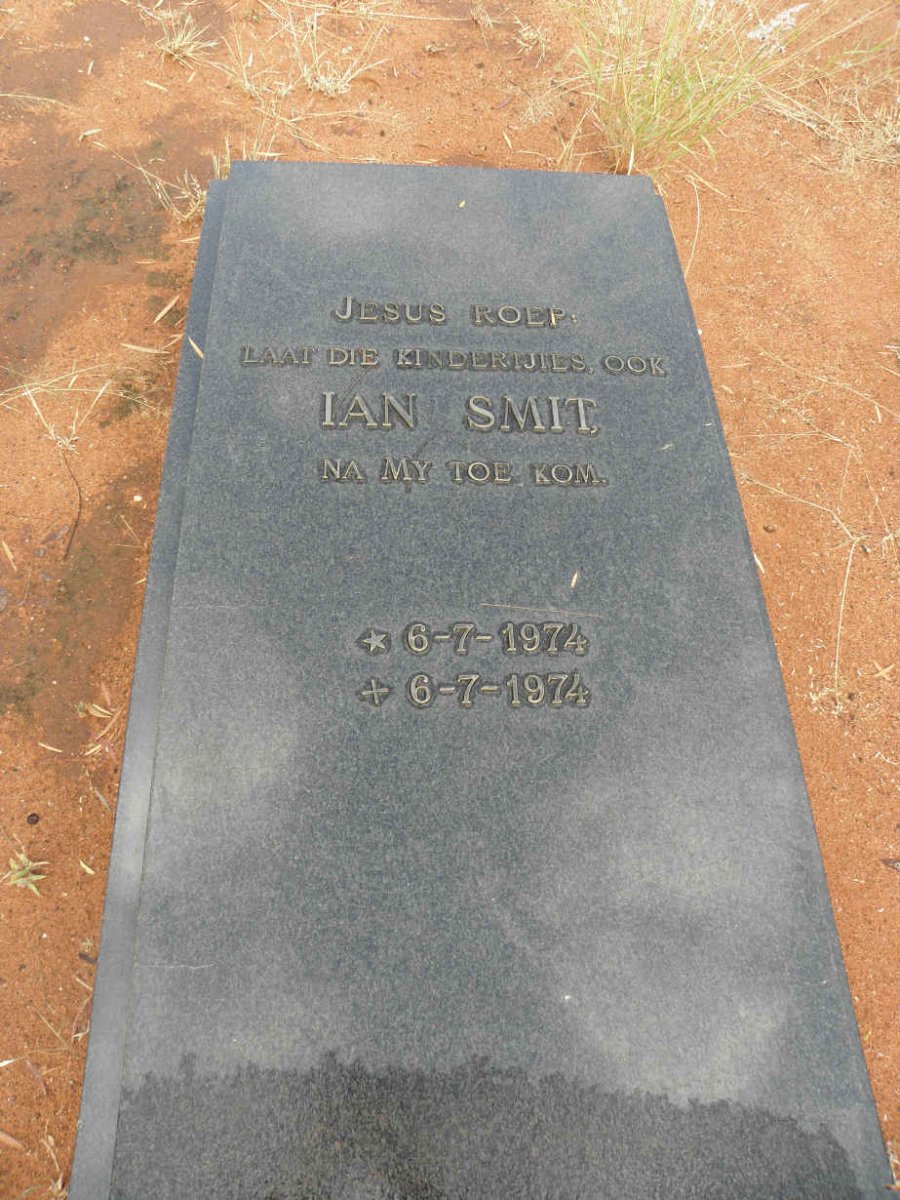 JESUS ROEP:
LAAT DIE KINDERTJIES, OOK
IAN SMIT,
NA MY TOE KOM.
★ 6-7-1974
+ 6-7-1974